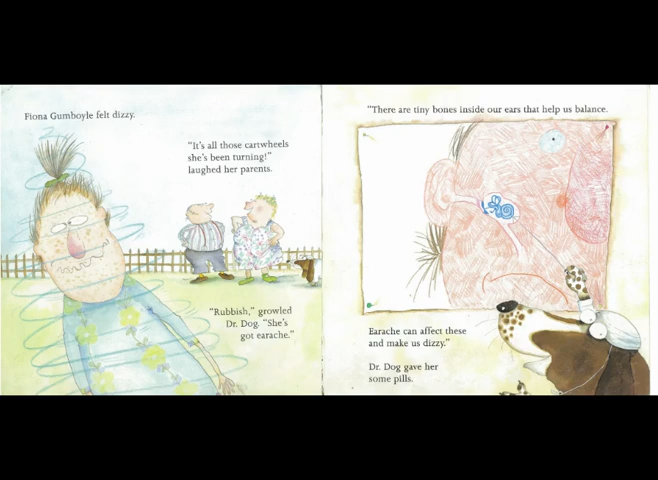 Fiona Gumboyle felt dizzy.
"It's all those cartwheels
she's been turning!"
laughed her parents.
"Rubbish," growled
Dr. Dog. "She's
got earache."
"There are tiny bones inside our ears that help us balance.
Earache can affect these
and make us dizzy."
Dr. Dog gave her
some pills.